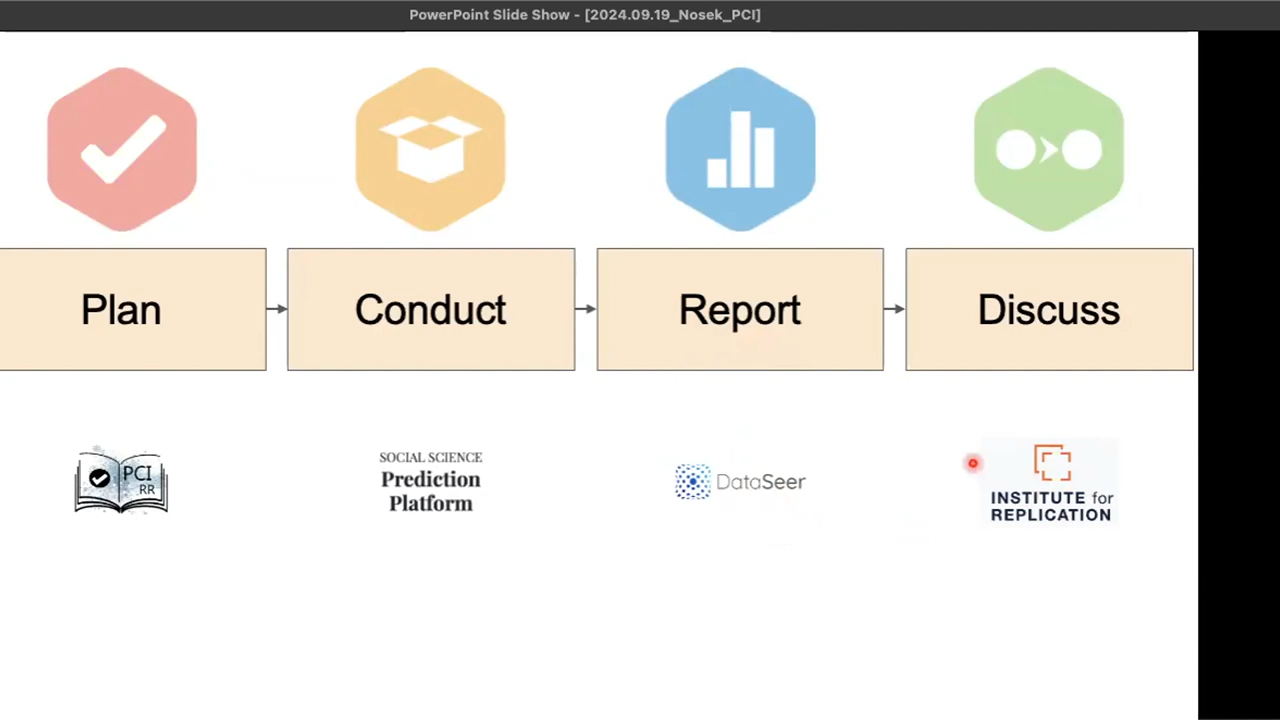 PowerPoint Slide Show - [2024.09.19_Nosek_PCI]
Plan
Conduct
Report
Discuss
PCI
RR
SOCIAL SCIENCE
Prediction
Platform
DataSeer
INSTITUTE for
REPLICATION